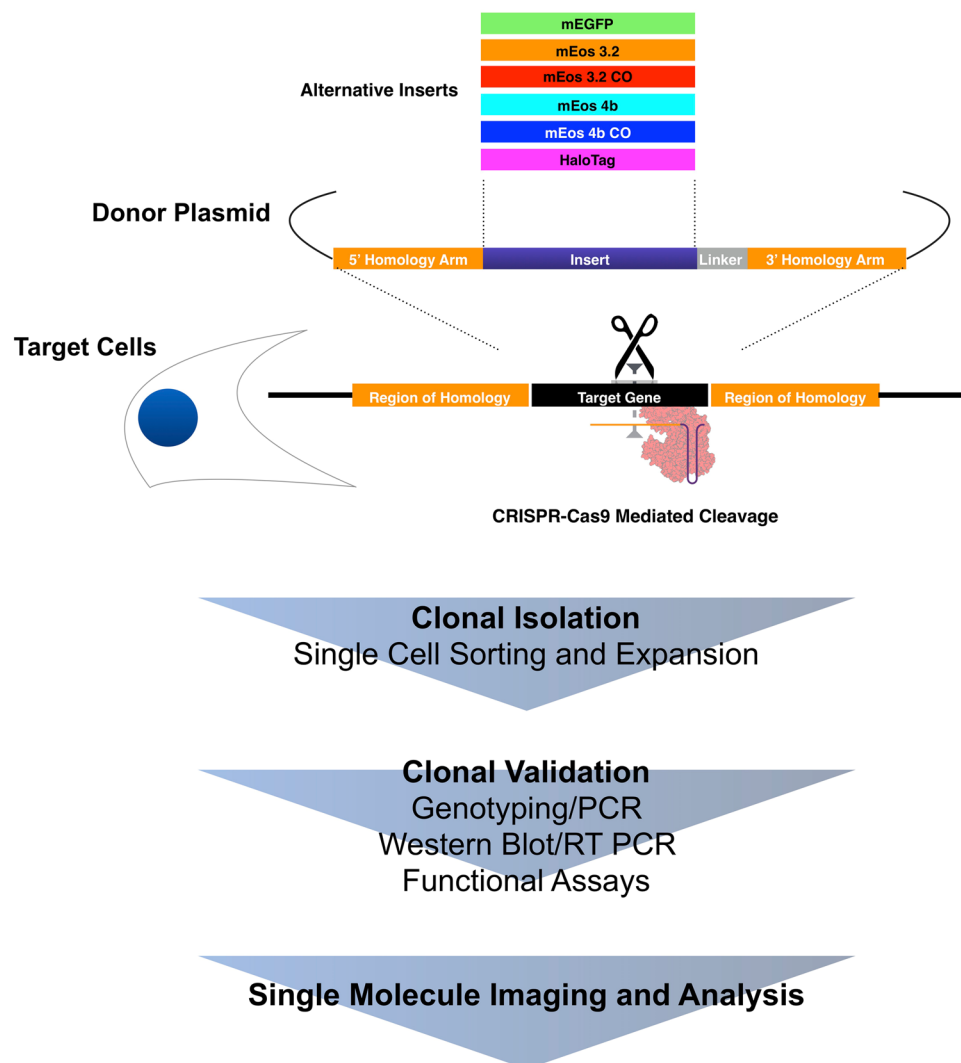 mEGFP
mEos 3.2
mEos 3.2 CO
Alternative Inserts
mEos 4b
mEos 4b CO
HaloTag
Donor Plasmid
5’ Homology Arm Insert Linker 3’ Homology Arm
Target Cells
Region of Homology Target Gene Region of Homology
CRISPR-Cas9 Mediated Cleavage
Clonal Isolation
Single Cell Sorting and Expansion
Clonal Validation
Genotyping/PCR
Western Blot/RT PCR
Functional Assays
Single Molecule Imaging and Analysis